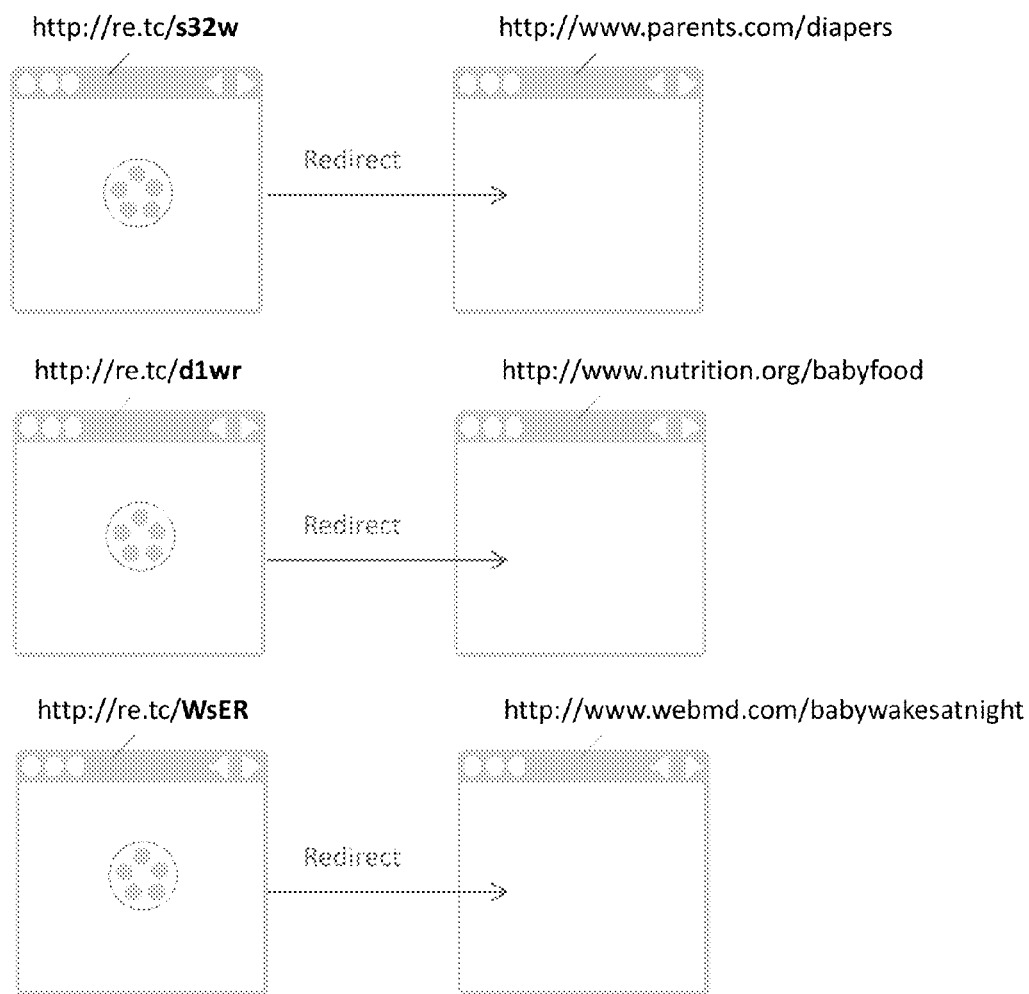 http://re.tc/s32w
http://www.parents.com/diapers
Redirect
http://re.tc/d1wr
http://www.nutrition.org/babyfood
Redirect
http://re.tc/WsER
http://www.webmd.com/babywakesatnight
Redirect